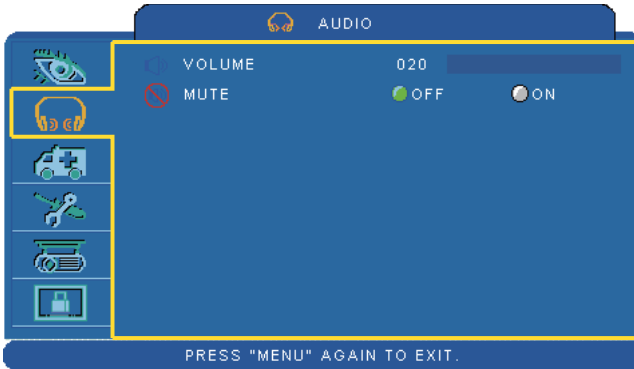 AUDIO
VOLUME 020
MUTE OFF ON
PRESS "MENU" AGAIN TO EXIT.